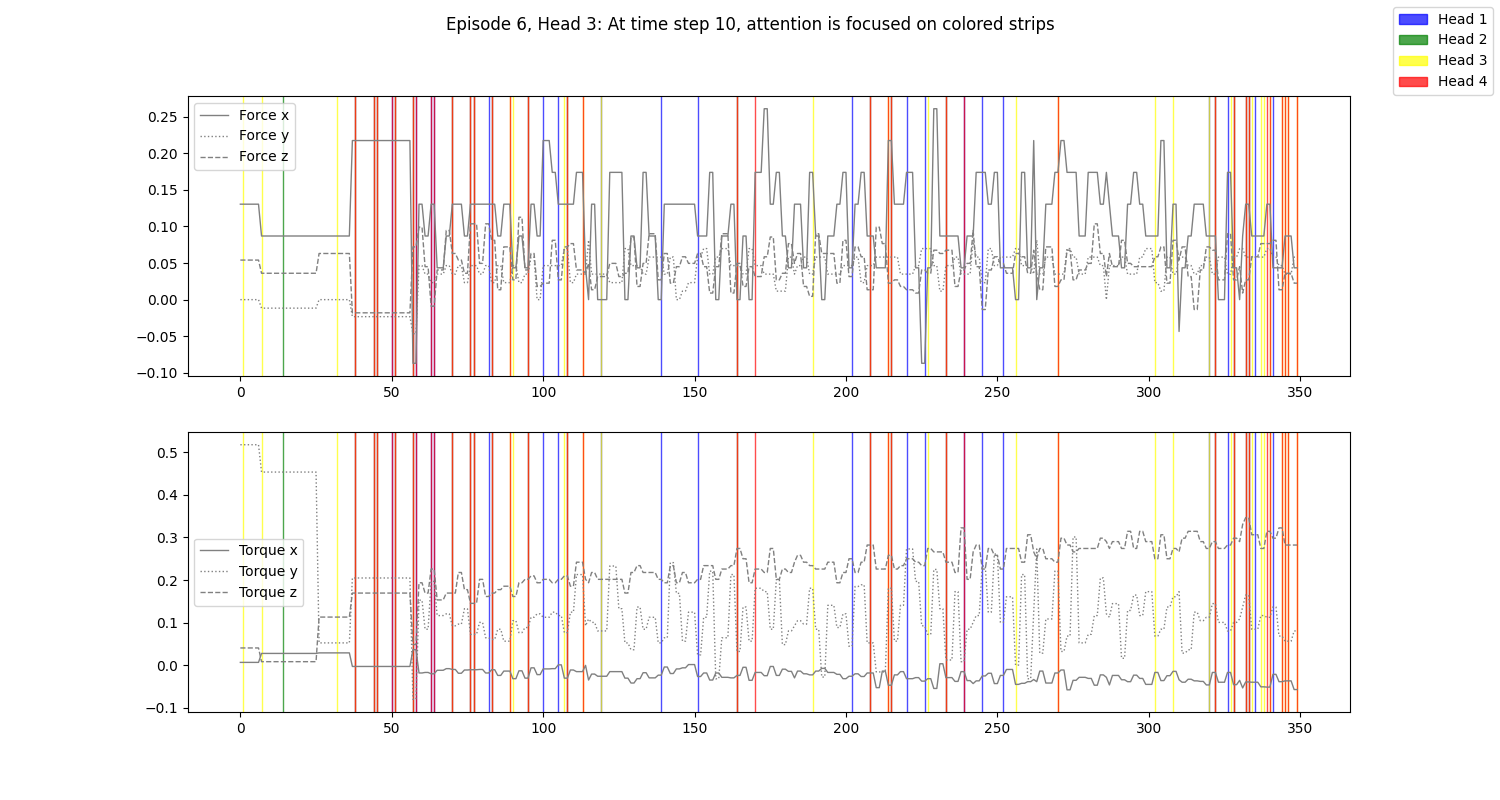 Episode 6, Head 3: At time step 10, attention is focused on colored strips
Head 1
Head 2
Head 3
Head 4
Force x
Force y
Force z
0.25
0.20
0.15
0.10
0.05
0.00
−0.05
−0.10
0 50 100 150 200 250 300 350
Torque x
Torque y
Torque z
0.5
0.4
0.3
0.2
0.1
0.0
−0.1
0 50 100 150 200 250 300 350